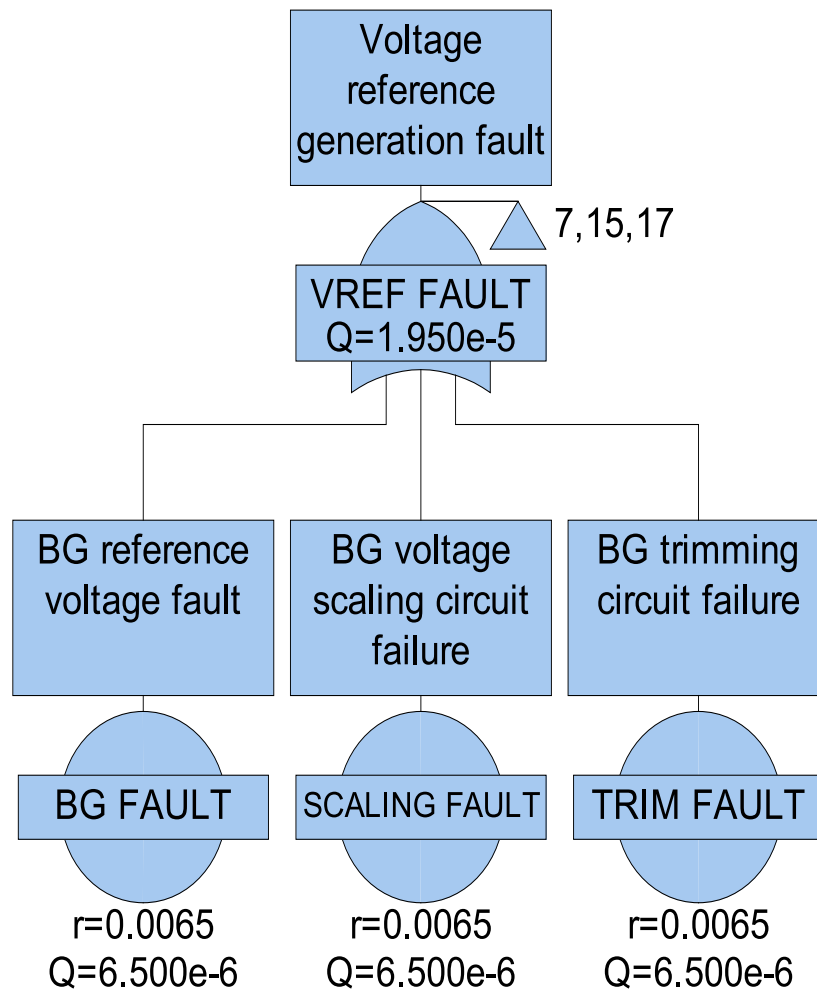 Voltage
reference
generation fault
7,15,17
VREF FAULT
Q=1.950e-5
BG reference
voltage fault
BG voltage
scaling circuit
failure
BG trimming
circuit failure
BG FAULT
SCALING FAULT
TRIM FAULT
r=0.0065
Q=6.500e-6
r=0.0065
Q=6.500e-6
r=0.0065
Q=6.500e-6